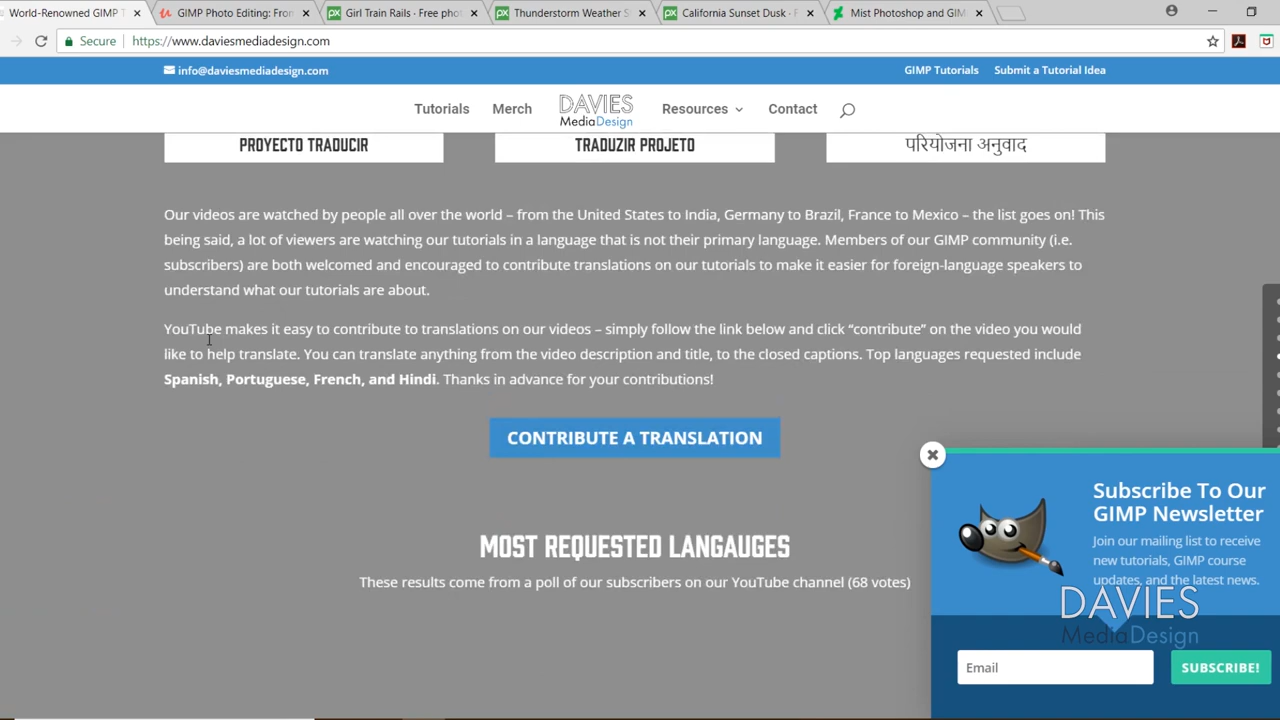 World-Renowned GIMP T
GIMP Photo Editing: From
Girl Train Rails · Free phot
Thunderstorm Weather S
California Sunset Dusk · F
Mist Photoshop and GIM
Secure
https://www.daviesmediadesign.com
info@daviesmediadesign.com
GIMP Tutorials
Submit a Tutorial Idea
Tutorials
Merch
DAVIES
MediaDesign
Resources
Contact
PROYECTO TRADUCIR
TRADUZIR PROJETO
परियोजना अनुवाद
Our videos are watched by people all over the world – from the United States to India, Germany to Brazil, France to Mexico – the list goes on! This
being said, a lot of viewers are watching our tutorials in a language that is not their primary language. Members of our GIMP community (i.e.
subscribers) are both welcomed and encouraged to contribute translations on our tutorials to make it easier for foreign-language speakers to
understand what our tutorials are about.
YouTube makes it easy to contribute to translations on our videos – simply follow the link below and click “contribute” on the video you would
like to help translate. You can translate anything from the video description and title, to the closed captions. Top languages requested include
Spanish, Portuguese, French, and Hindi. Thanks in advance for your contributions!
CONTRIBUTE A TRANSLATION
MOST REQUESTED LANGAUGES
These results come from a poll of our subscribers on our YouTube channel (68 votes)
Subscribe To Our
GIMP Newsletter
Join our mailing list to receive
new tutorials, GIMP course
updates, and the latest news.
DAVIES
MediaDesign
Email
SUBSCRIBE!